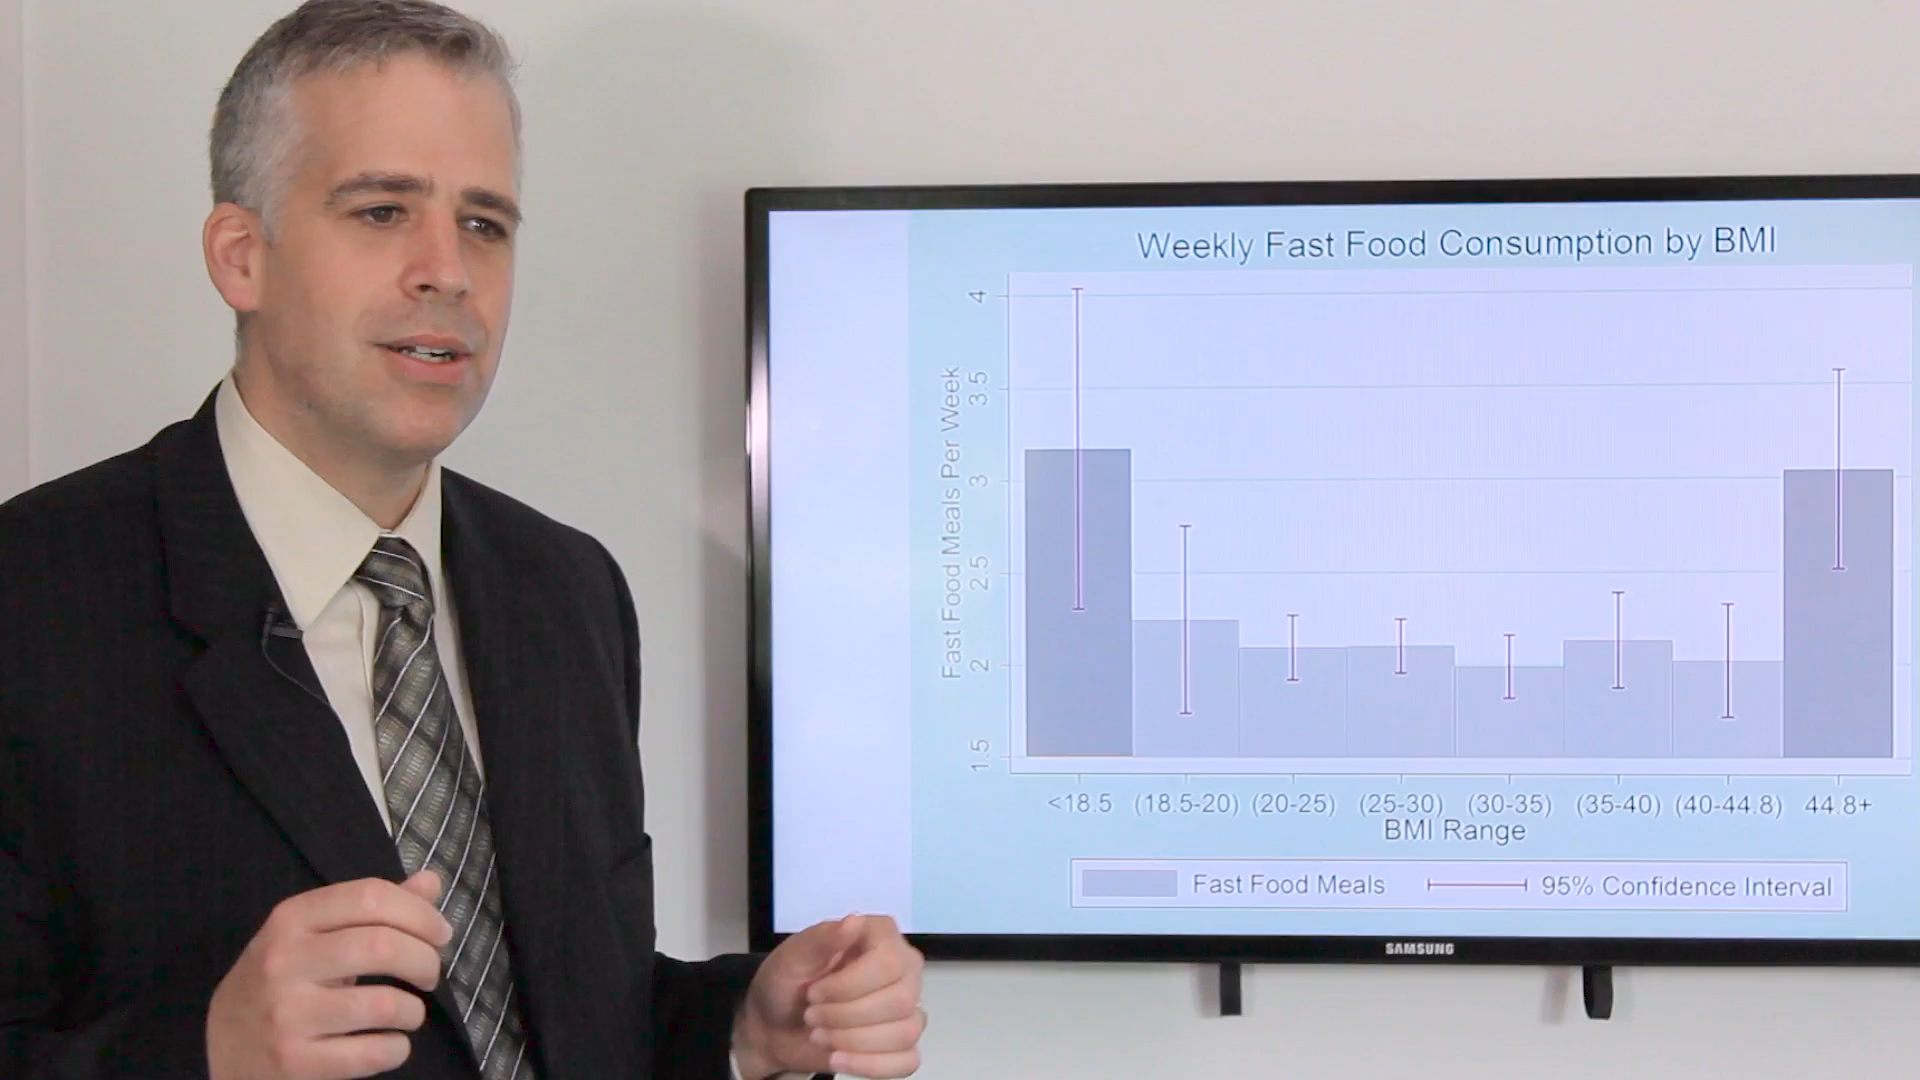 Weekly Fast Food Consumption by BMI
Fast Food Meals Per Week
4
3.5
3
2.5
2
1.5
<18.5 (18.5-20) (20-25) (25-30) (30-35) (35-40) (40-44.8) 44.8+
BMI Range
Fast Food Meals 95% Confidence Interval
SAMSUNG